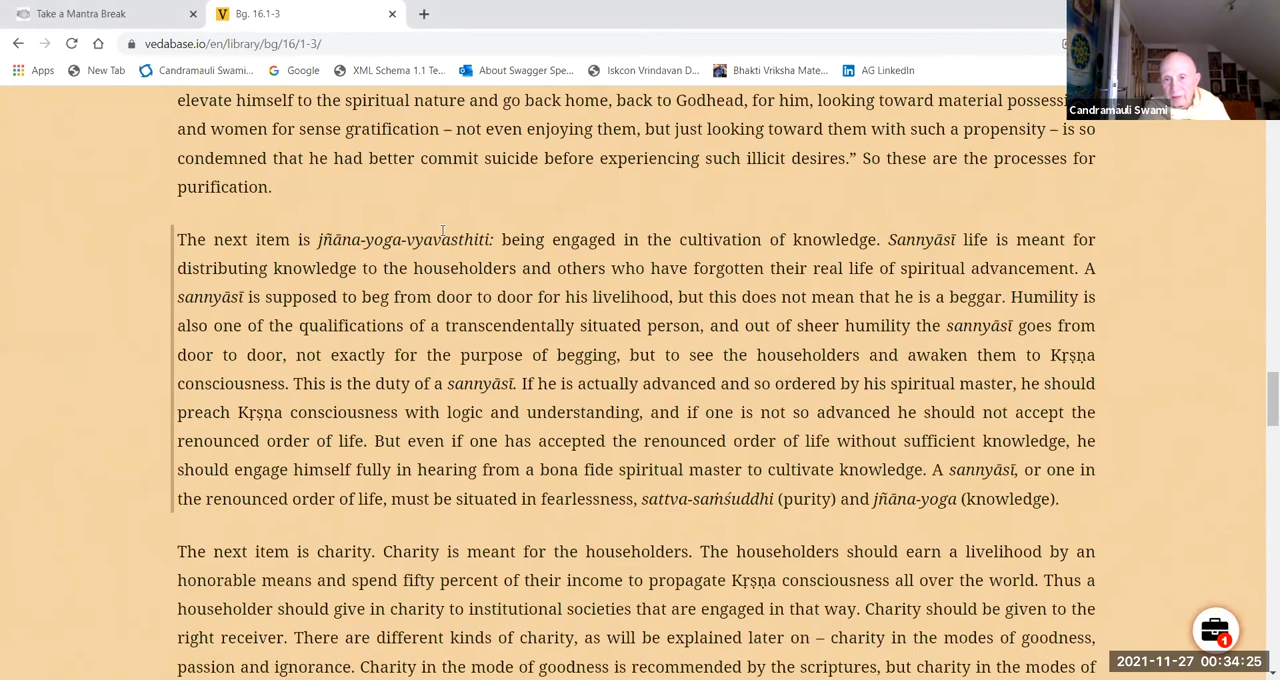 Take a Mantra Break
Bg. 16.1-3
vedabase.io/en/library/bg/16/1-3/
Apps
New Tab
Candramauli Swami...
Google
XML Schema 1.1 Te...
About Swagger Spe...
Iskcon Vrindavan D...
Bhakti Vriksha Mate...
AG LinkedIn
Candramauli Swami
elevate himself to the spiritual nature and go back home, back to Godhead, for him, looking toward material possessi
and women for sense gratification – not even enjoying them, but just looking toward them with such a propensity – is so
condemned that he had better commit suicide before experiencing such illicit desires.” So these are the processes for
purification.
The next item is jñāna-yoga-vyavasthiti: being engaged in the cultivation of knowledge. Sannyāsī life is meant for
distributing knowledge to the householders and others who have forgotten their real life of spiritual advancement. A
sannyāsī is supposed to beg from door to door for his livelihood, but this does not mean that he is a beggar. Humility is
also one of the qualifications of a transcendentally situated person, and out of sheer humility the sannyāsī goes from
door to door, not exactly for the purpose of begging, but to see the householders and awaken them to Kṛṣṇa
consciousness. This is the duty of a sannyāsī. If he is actually advanced and so ordered by his spiritual master, he should
preach Kṛṣṇa consciousness with logic and understanding, and if one is not so advanced he should not accept the
renounced order of life. But even if one has accepted the renounced order of life without sufficient knowledge, he
should engage himself fully in hearing from a bona fide spiritual master to cultivate knowledge. A sannyāsī, or one in
the renounced order of life, must be situated in fearlessness, sattva-saṁśuddhi (purity) and jñāna-yoga (knowledge).
The next item is charity. Charity is meant for the householders. The householders should earn a livelihood by an
honorable means and spend fifty percent of their income to propagate Kṛṣṇa consciousness all over the world. Thus a
householder should give in charity to institutional societies that are engaged in that way. Charity should be given to the
right receiver. There are different kinds of charity, as will be explained later on – charity in the modes of goodness,
passion and ignorance. Charity in the mode of goodness is recommended by the scriptures, but charity in the modes of
1
2021-11-27 00:34:25